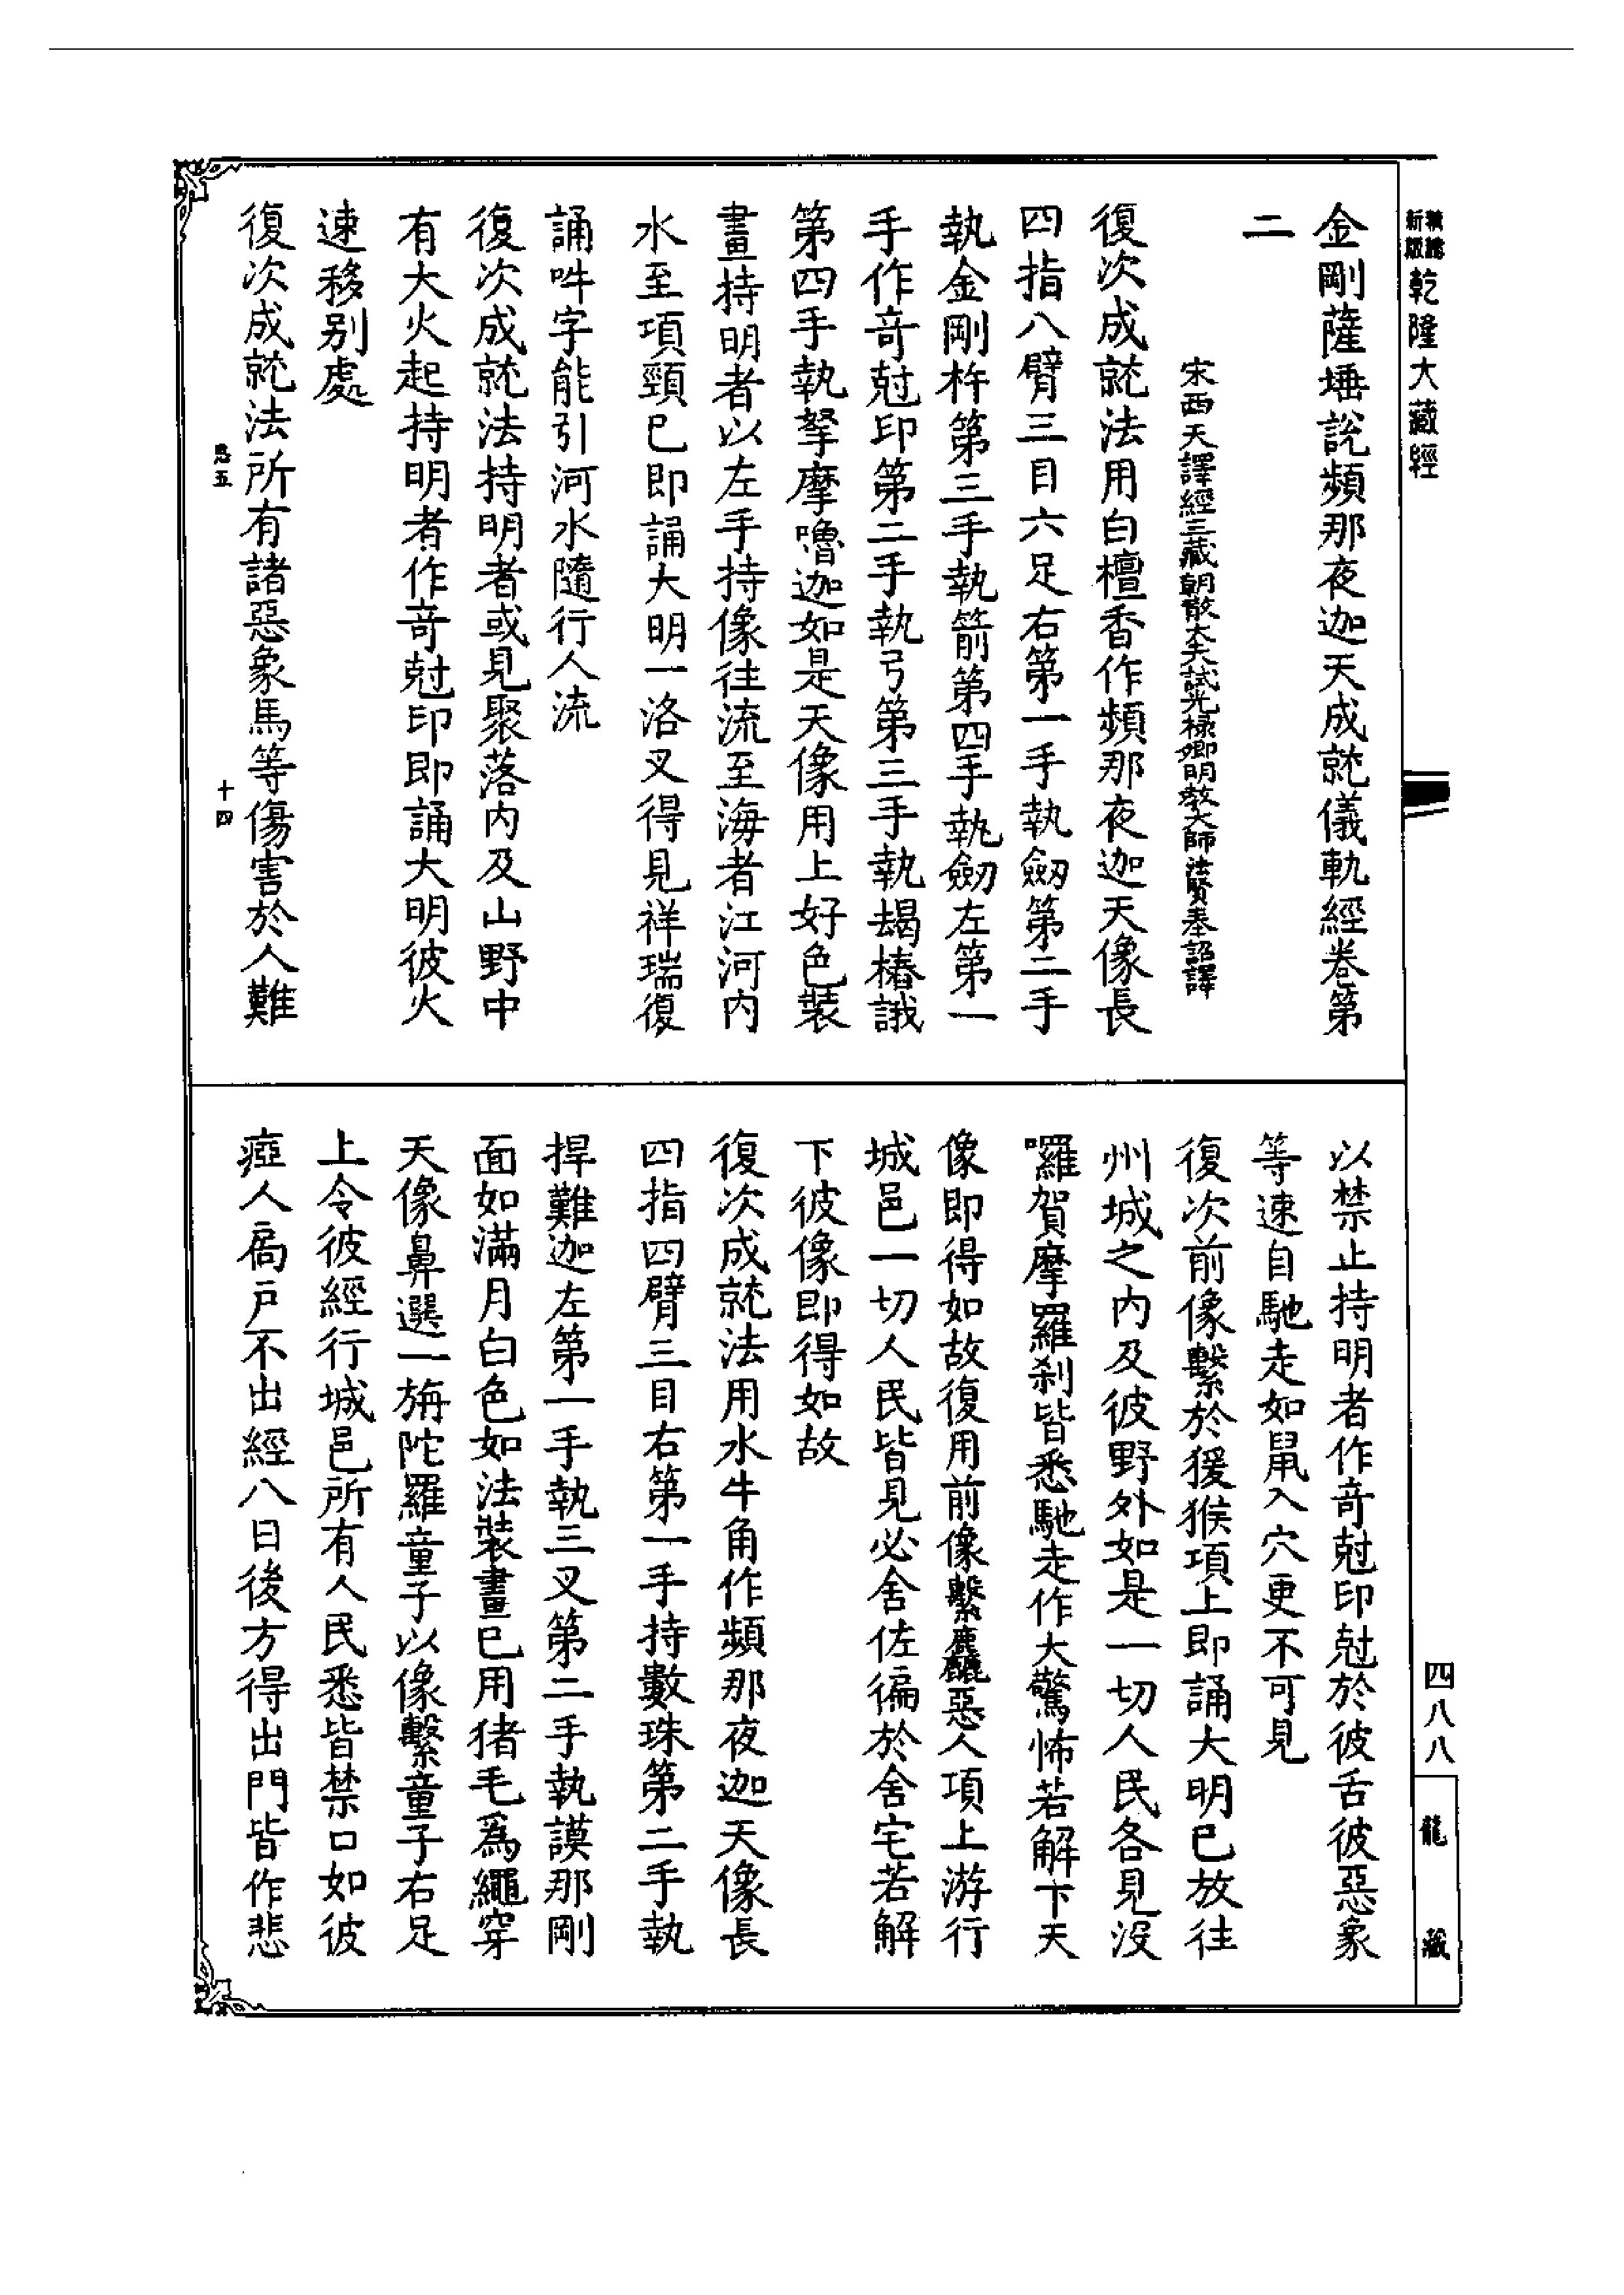 乾隆大藏經
金剛薩埵說頻那夜迦天成就儀軌經卷第
二
宋西天譯經三藏朝散大夫試光祿卿明教大師法賢奉詔譯
復次成就法用白檀香作頻那夜迦天像長
四指八臂三目六足右第一手執劒第二手
執金剛杵第三手執箭第四手執劒左第一
手作竒尅印第二手執弓第三手執朅樁誐
第四手執拏摩嚕迦如是天像用上好色裝
畫持明者以左手持像往流至海者江河內
水至項頸已即誦大明一洛叉得見祥瑞復
誦吽字能引河水隨行人流
復次成就法持明者或見聚落內及山野中
有大火起持明者作竒尅印即誦大明彼火
速移別處
復次成就法所有諸惡象馬等傷害於人難
十四
以禁止持明者作竒尅印尅於彼舌彼惡象
等速自馳走如鼠入穴更不可見
復次前像繫於猨猴項上即誦大明已放往
州城之內及彼野外如是一切人民各見沒
囉賀摩羅剎皆悉馳走作大驚怖若解下天
像即得如故復用前像繫麤惡人項上游行
城邑一切人民皆見必舍佐徧於舍宅若解
下彼像即得如故
復次成就法用水牛角作頻那夜迦天像長
四指四臂三目右第一手持數珠第二手執
捍難迦左第一手執三叉第二手執謨那剛
面如滿月白色如法裝畫已用猪毛爲繩穿
天像鼻選一旃陀羅童子以像繫童子右足
上令彼經行城邑所有人民悉皆禁口如彼
瘂人扃戶不出經八日後方得出門皆作悲
四八八
龍藏